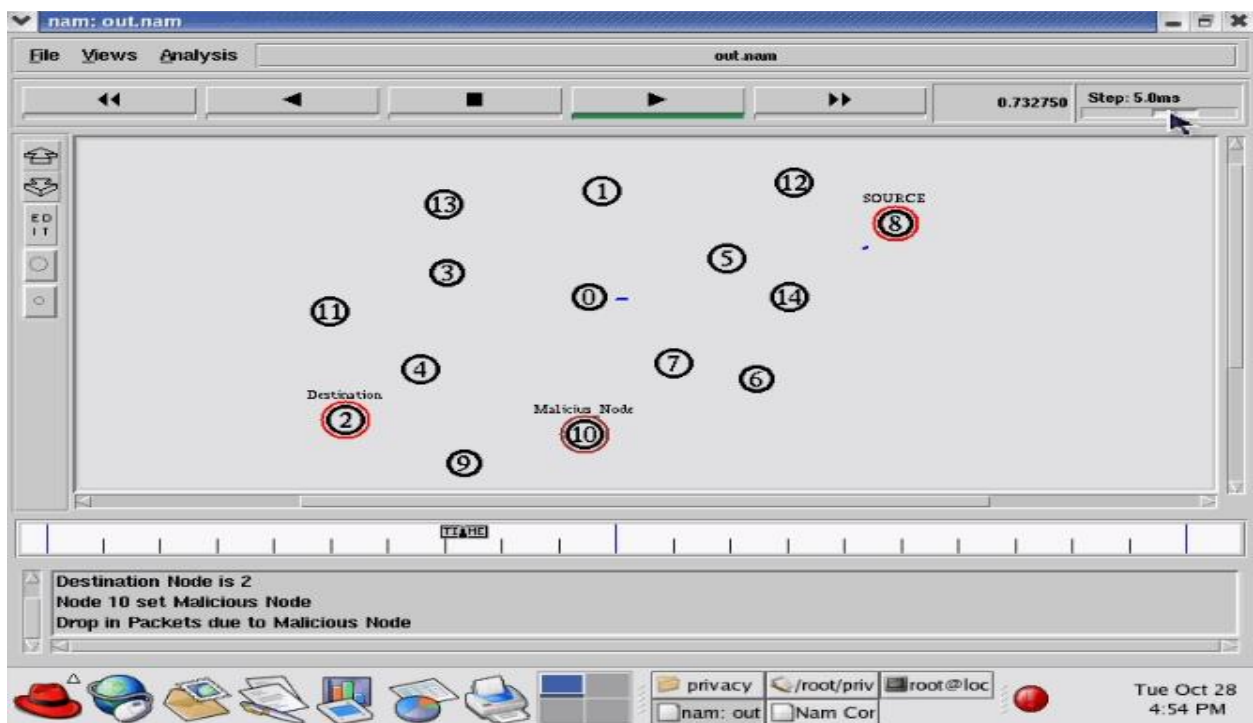 nam: out.nam
File Views Analysis out.nam
0.732750 Step: 5.0ms
ED
IT
13
1
12
SOURCE
8
3
5
0
14
11
4
7
6
Destination
2
Malicius_Node
10
9
TIME
Destination Node is 2
Node 10 set Malicious Node
Drop in Packets due to Malicious Node
privacy /root/priv root@loc
nam: out Nam Cor
Tue Oct 28
4:54 PM